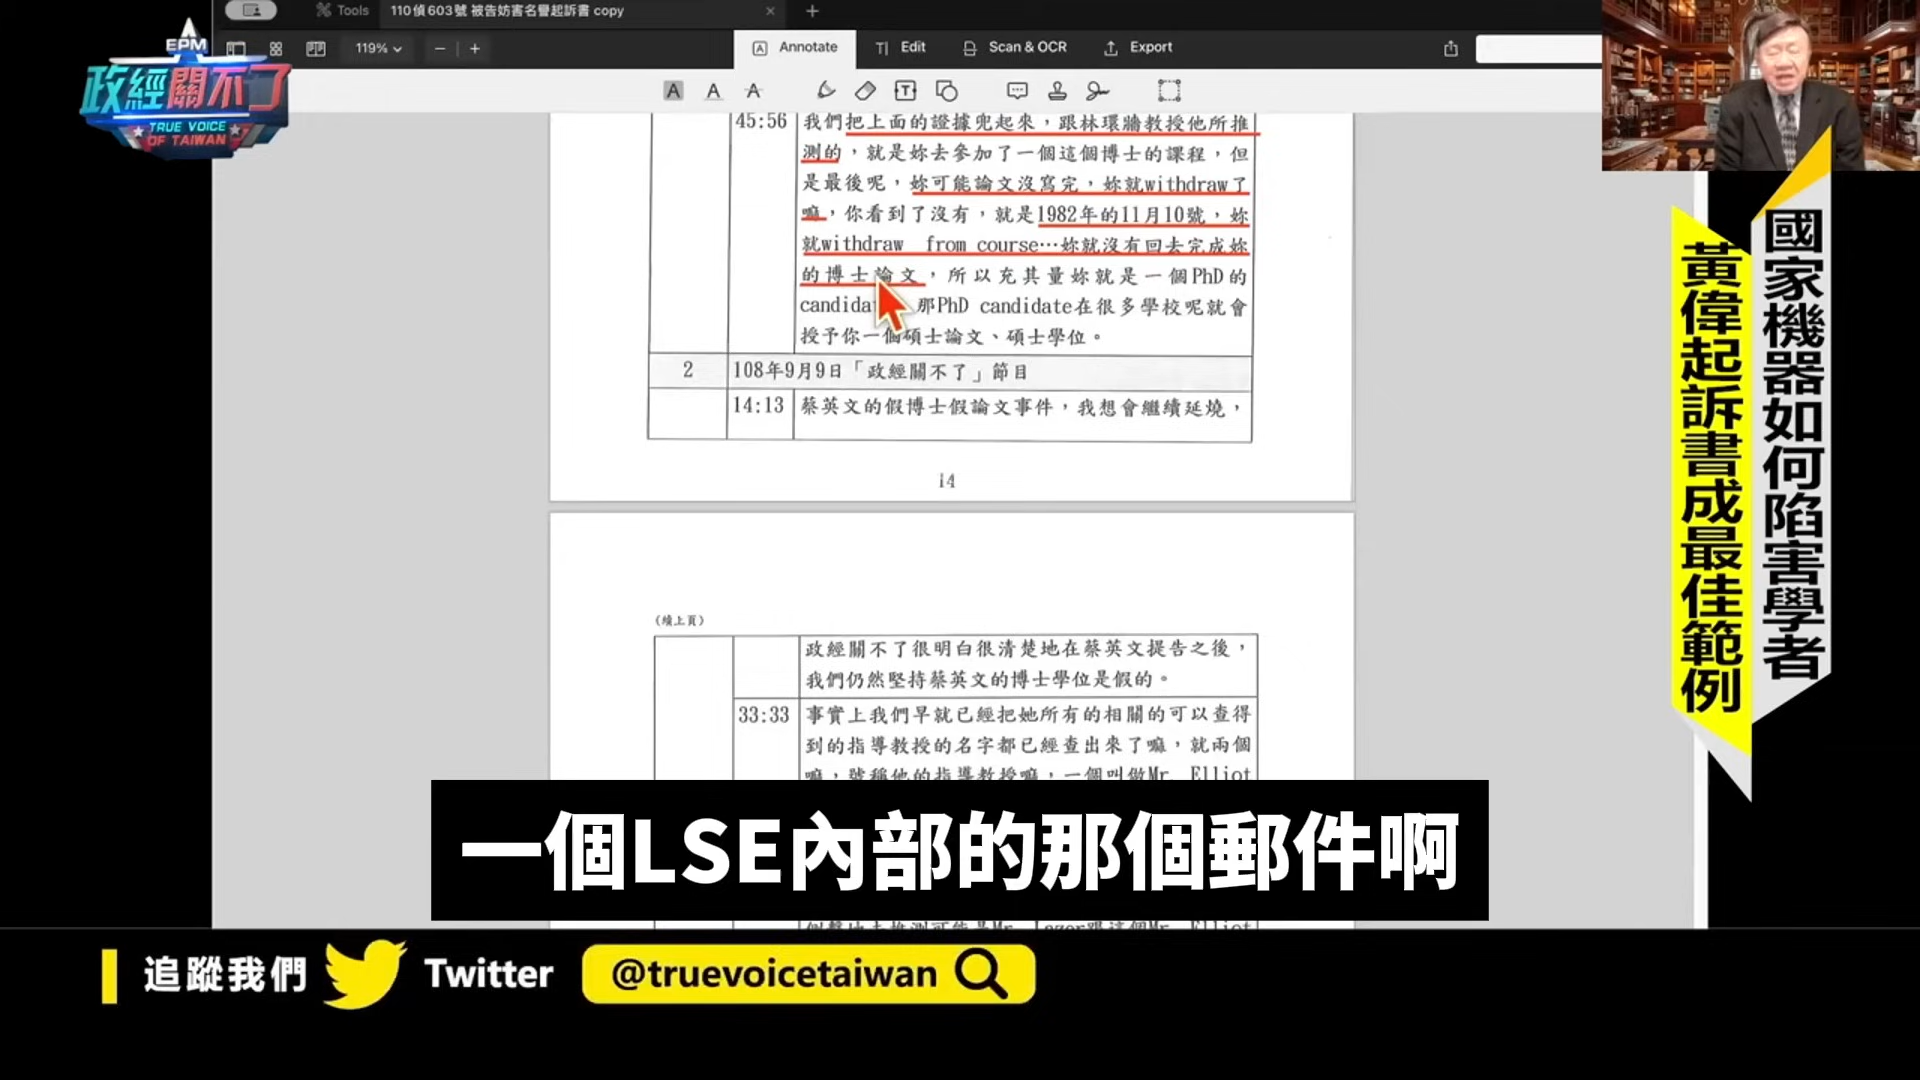 Tools
110偵603號 被告妨害名譽起訴書 copy
119%
Annotate
Edit
Scan & OCR
Export
EPM
政經關不了
TRUE VOICE
OF TAIWAN
45:56
我們把上面的證據兜起來，跟林環牆教授他所推
測的，就是妳去參加了一個這個博士的課程，但
是最後呢，妳可能論文沒寫完，妳就withdraw了
嘛，你看到了沒有，就是1982年的11月10號，妳
就withdraw from course…妳就沒有回去完成妳
的博士論文，所以充其量妳就是一個PhD的
candida 那PhD candidate在很多學校呢就會
授予你一個碩士論文、碩士學位。
2
108年9月9日「政經關不了」節目
14:13
蔡英文的假博士假論文事件，我想會繼續延燒，
14
（續上頁）
政經關不了很明白很清楚地在蔡英文提告之後，
我們仍然堅持蔡英文的博士學位是假的。
33:33
事實上我們早就已經把她所有的相關的可以查得
到的指導教授的名字都已經查出來了嘛，就兩個
嘛，號稱他的指導教授嘛，一個叫做Mr. Elliot
國家機器如何陷害學者
黃偉起訴書成最佳範例
一個LSE內部的那個郵件啊
追蹤我們 Twitter @truevoicetaiwan